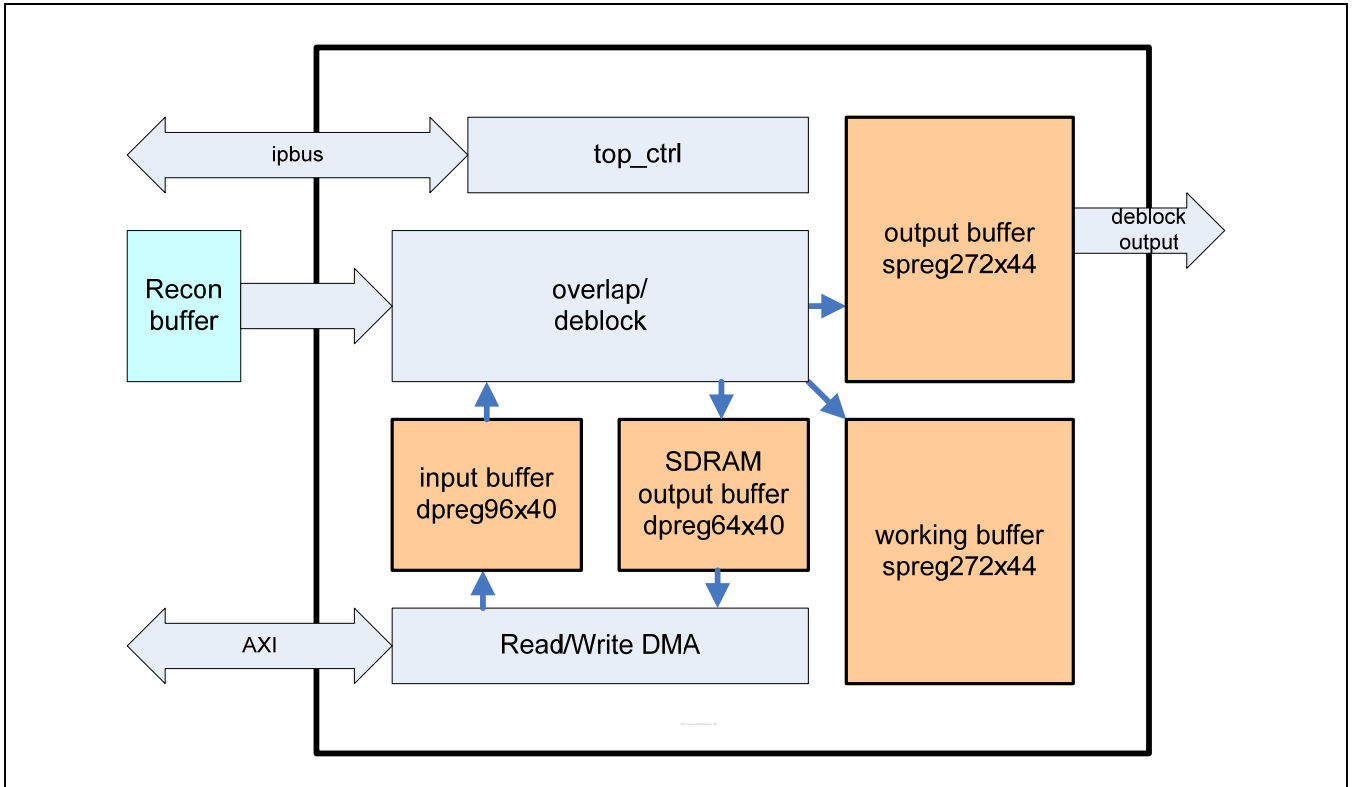 ipbus
top_ctrl
output buffer
spreg272x44
deblock
output
Recon
buffer
overlap/
deblock
input buffer
dpreg96x40
SDRAM
output buffer
dpreg64x40
working buffer
spreg272x44
AXI
Read/Write DMA